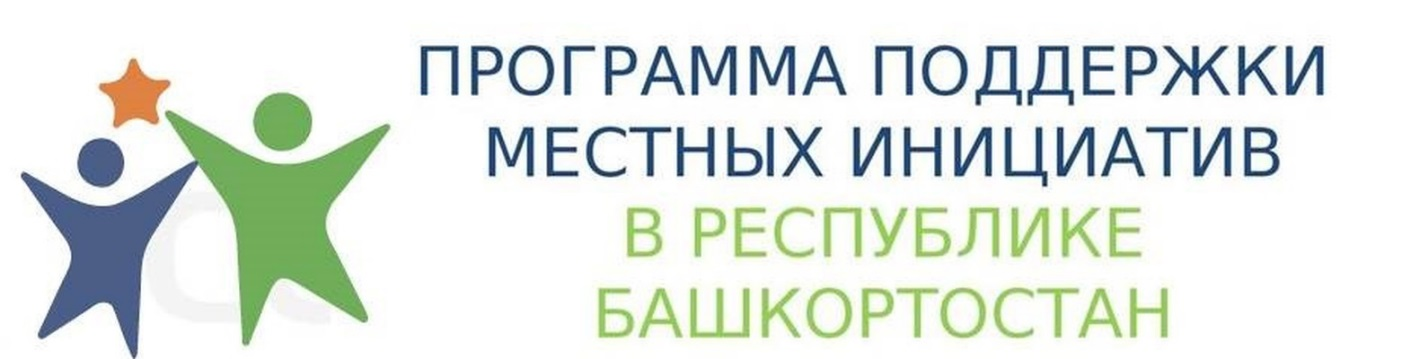 ПРОГРАММА ПОДДЕРЖКИ
МЕСТНЫХ ИНИЦИАТИВ
В РЕСПУБЛИКЕ
БАШКОРТОСТАН